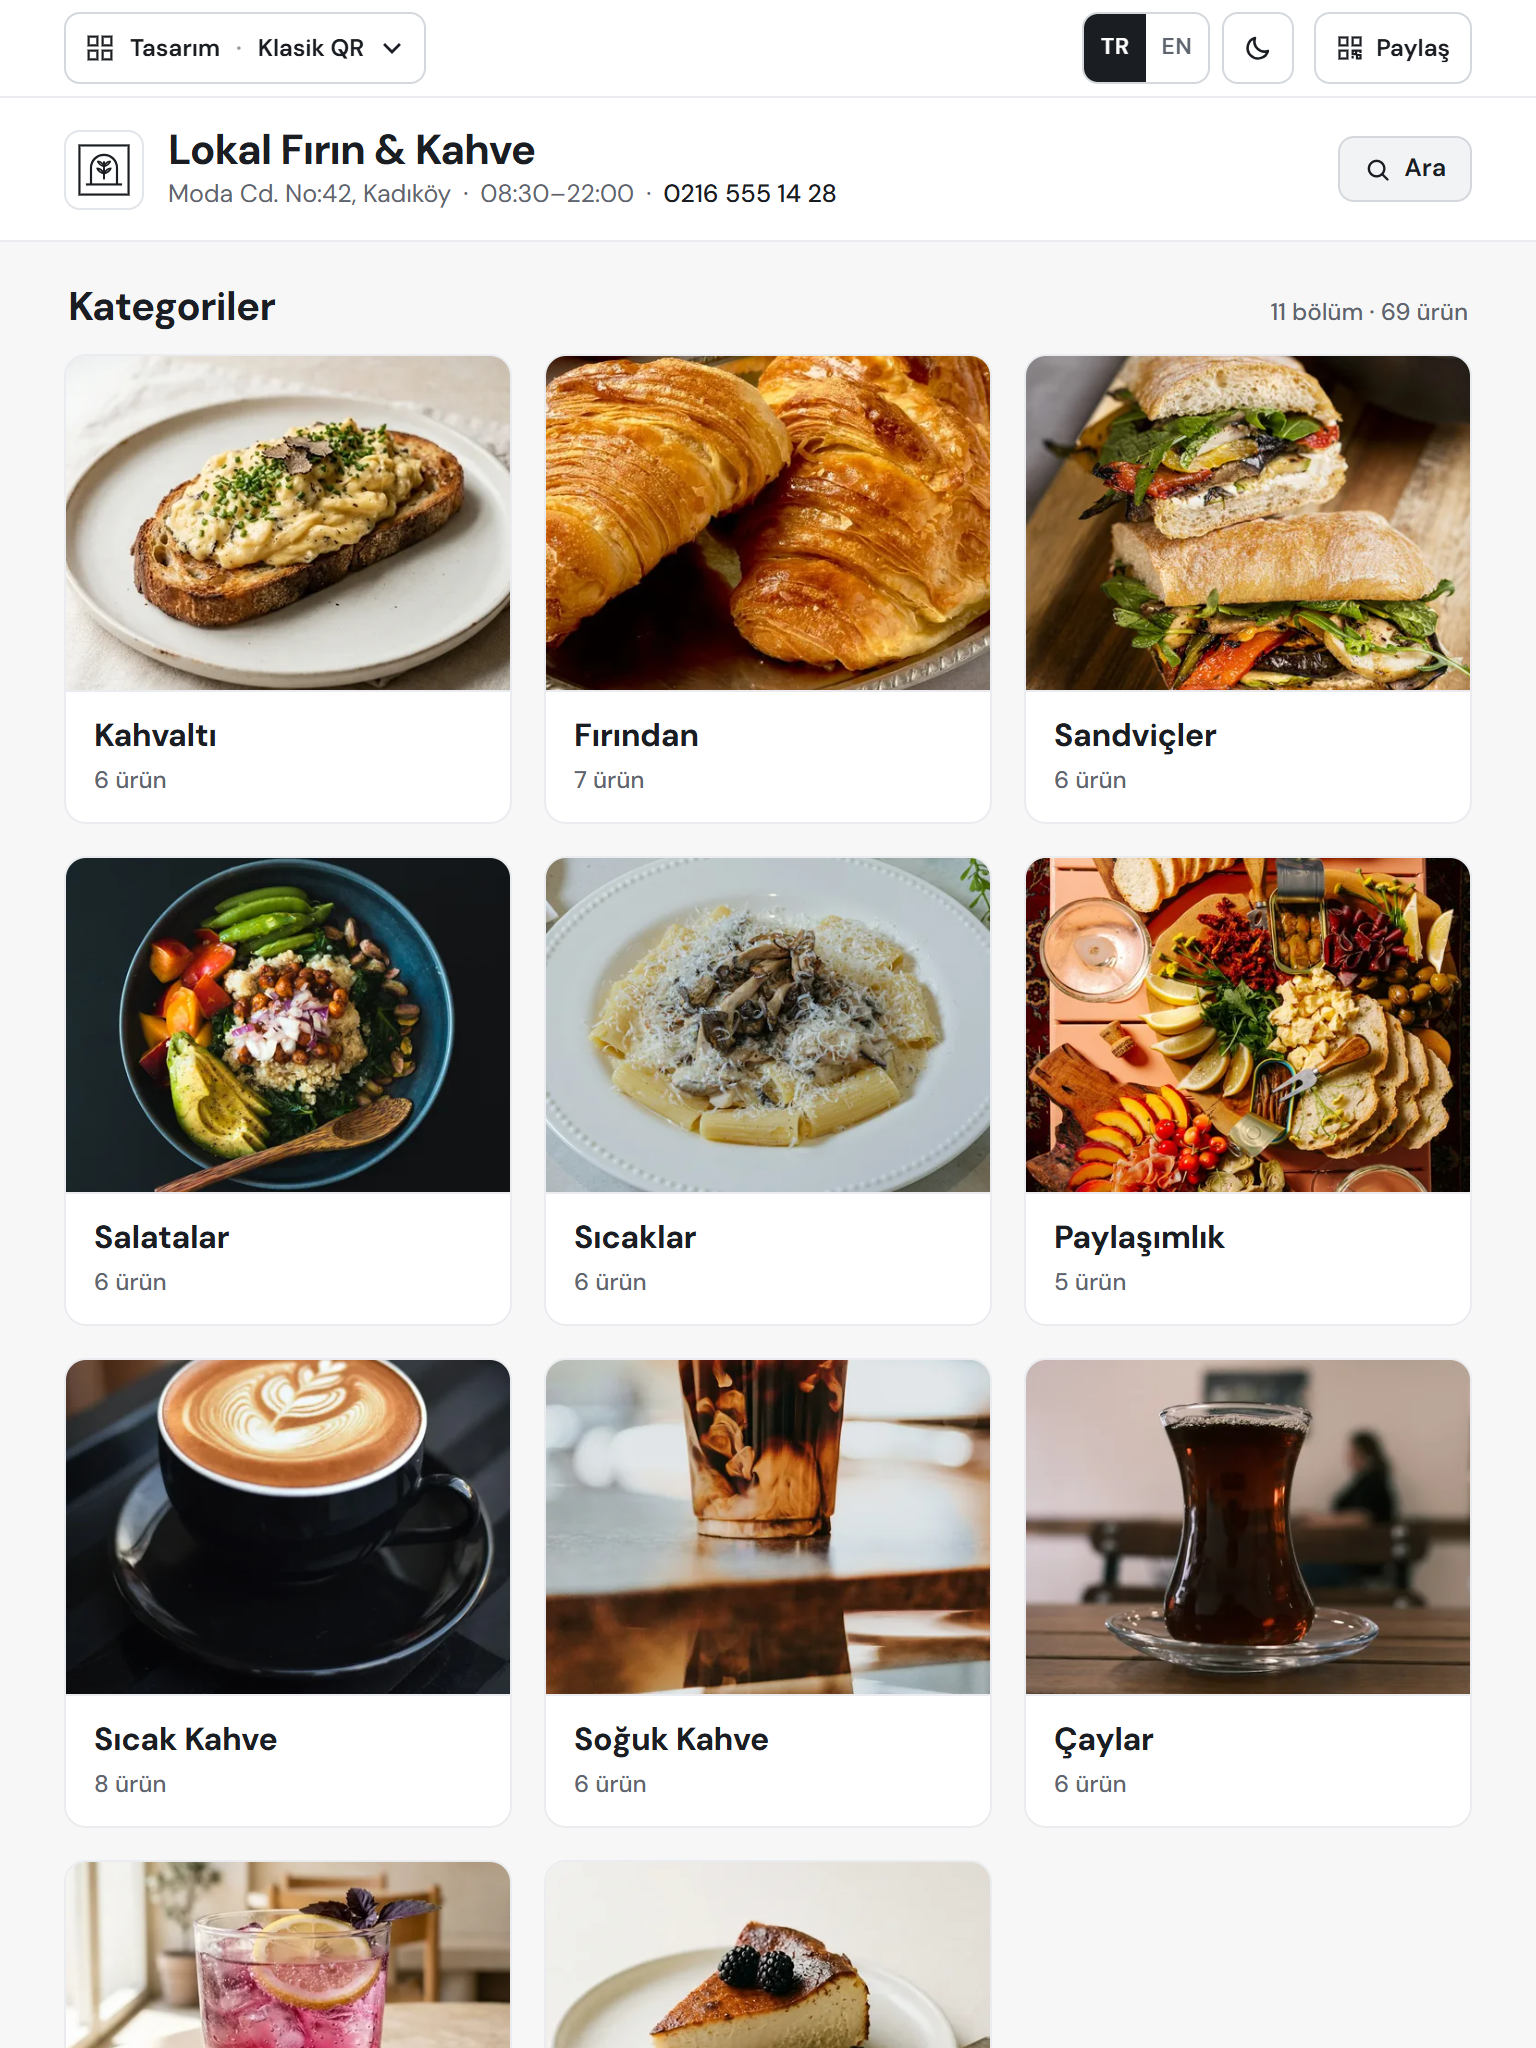 Tasarım · Klasik QR
TR EN
Paylaş
Lokal Fırın & Kahve
Moda Cd. No:42, Kadıköy · 08:30–22:00 · 0216 555 14 28
Ara
Kategoriler
11 bölüm · 69 ürün
Kahvaltı
6 ürün
Fırından
7 ürün
Sandviçler
6 ürün
Salatalar
6 ürün
Sıcaklar
6 ürün
Paylaşımlık
5 ürün
Sıcak Kahve
8 ürün
Soğuk Kahve
6 ürün
Çaylar
6 ürün